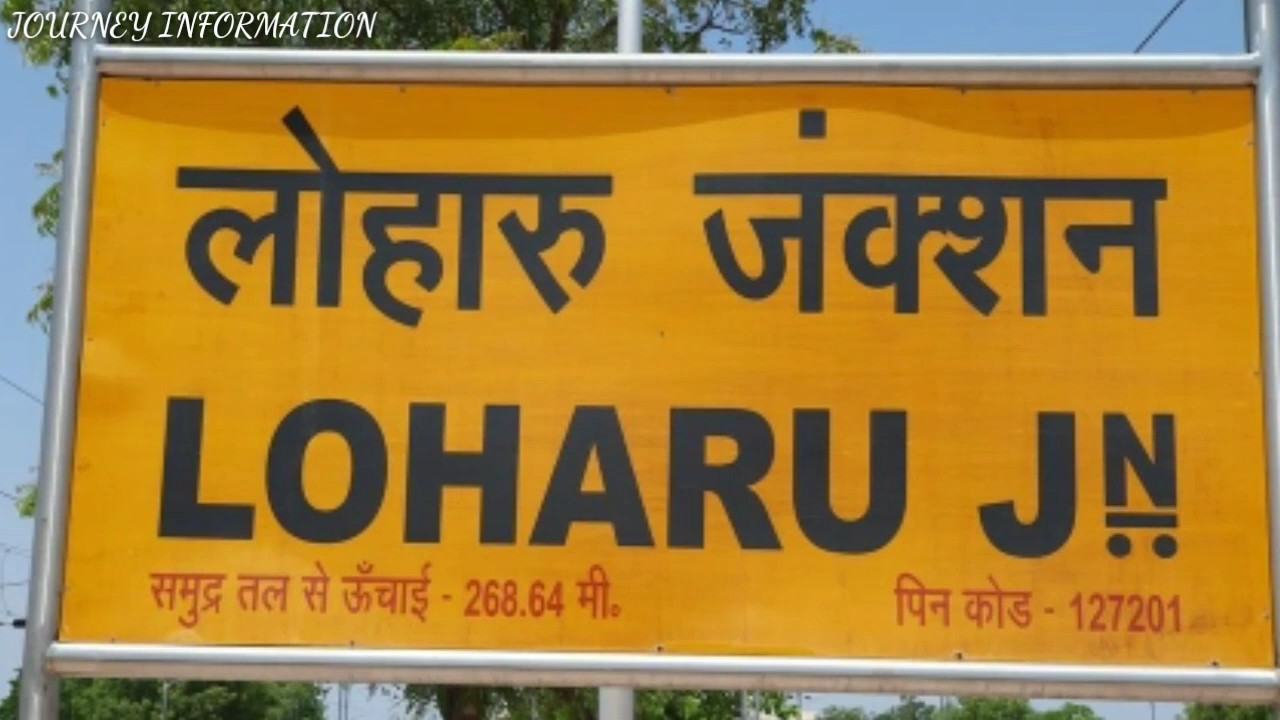 JOURNEY INFORMATION
लोहारु जंक्शन
LOHARU JN
समुद्र तल से ऊँचाई - 268.64 मी॰
पिन कोड - 127201